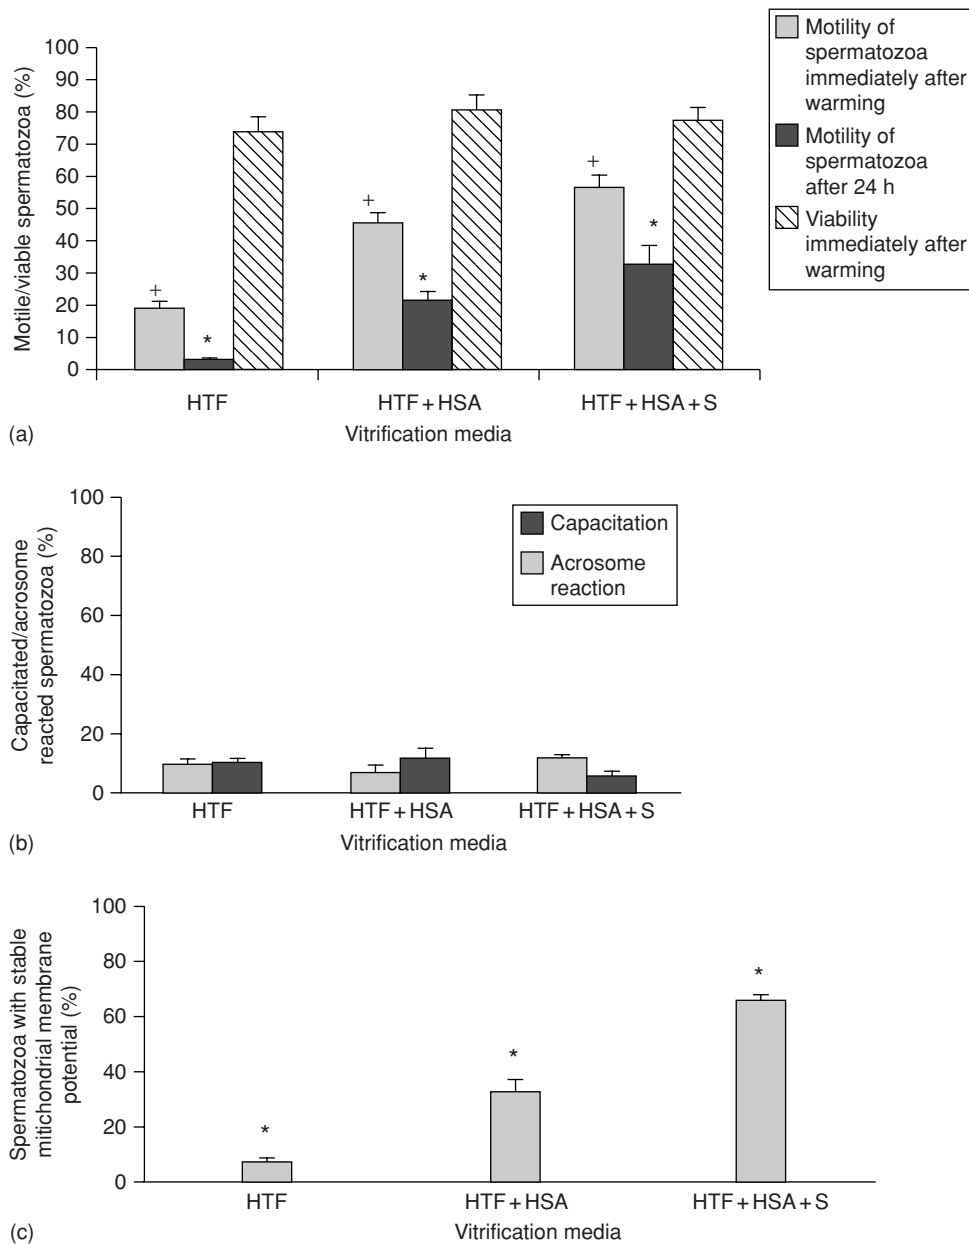 Motile/viable spermatozoa (%)
100
90
80
70
60
50
40
30
20
10
0
+
*
+
*
+
*
HTF
HTF + HSA
HTF + HSA + S
Vitrification media
(a)
Motility of
spermatozoa
immediately after
warming
Motility of
spermatozoa
after 24 h
Viability
immediately after
warming
Capacitated/acrosome
reacted spermatozoa (%)
100
80
60
40
20
0
Capacitation
Acrosome
reaction
HTF
HTF + HSA
HTF + HSA + S
Vitrification media
(b)
Spermatozoa with stable
mitichondrial membrane
potential (%)
100
80
60
40
20
0
*
*
*
HTF
HTF + HSA
HTF + HSA + S
Vitrification media
(c)